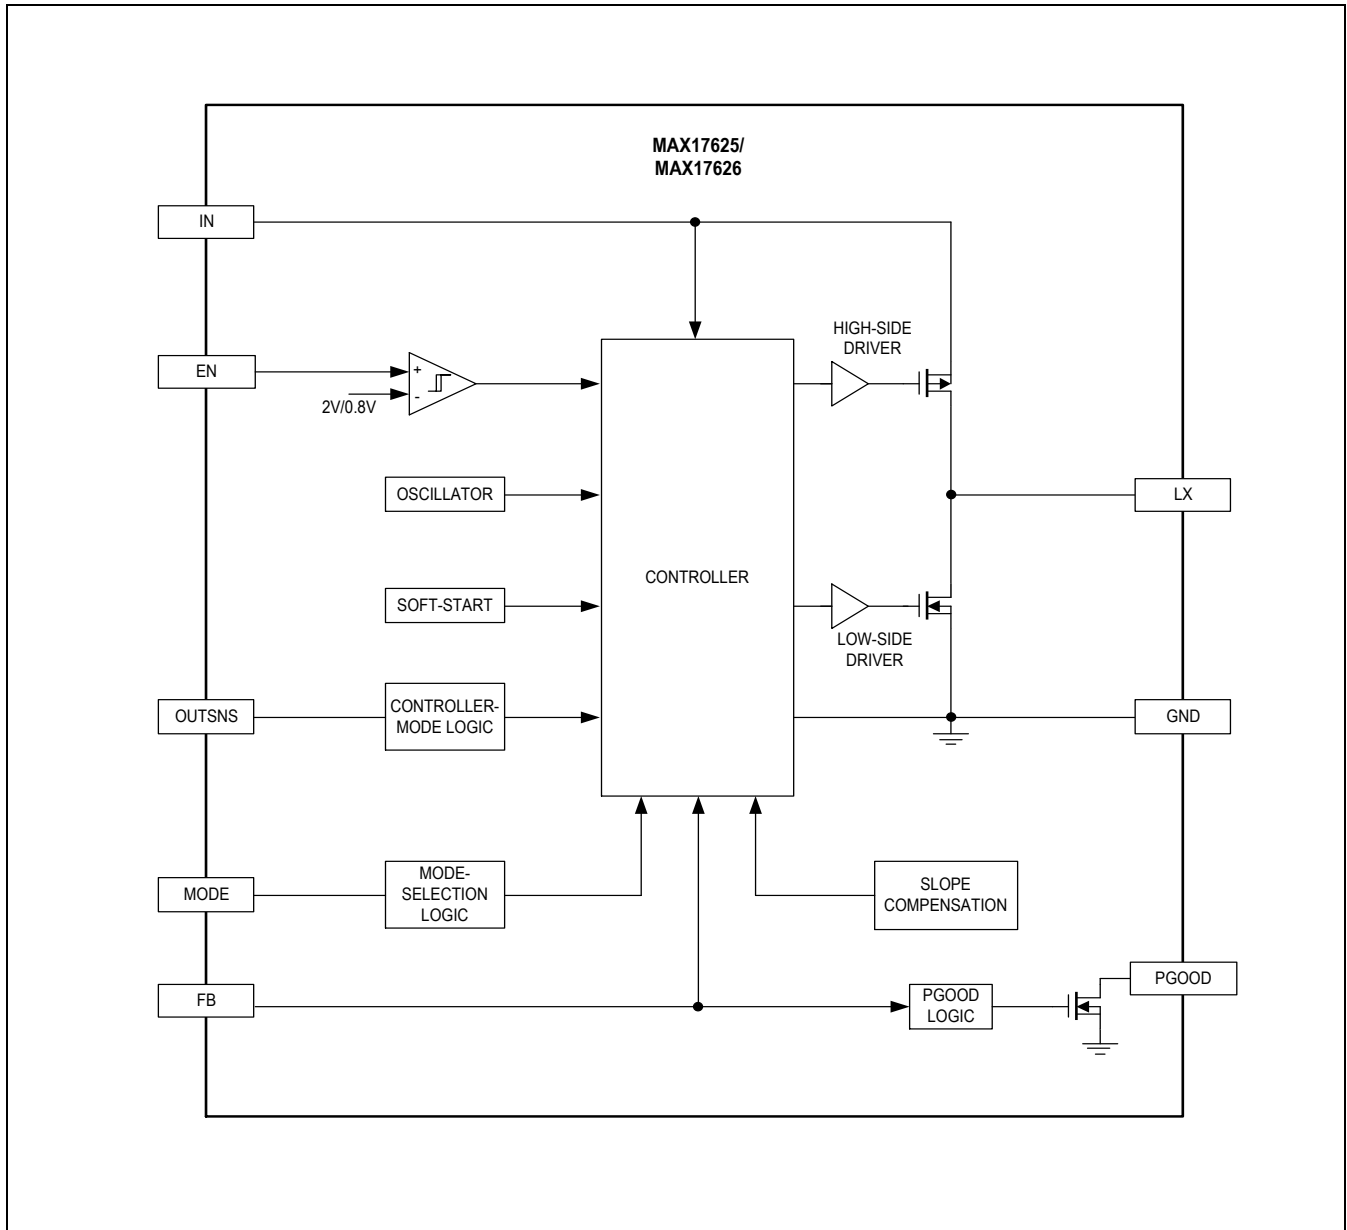 MAX17625/
MAX17626
IN
HIGH-SIDE
DRIVER
EN
+
-
2V/0.8V
OSCILLATOR
LX
CONTROLLER
SOFT-START
LOW-SIDE
DRIVER
OUTSNS
CONTROLLER-
MODE LOGIC
GND
MODE
MODE-
SELECTION
LOGIC
SLOPE
COMPENSATION
PGOOD
FB
PGOOD
LOGIC